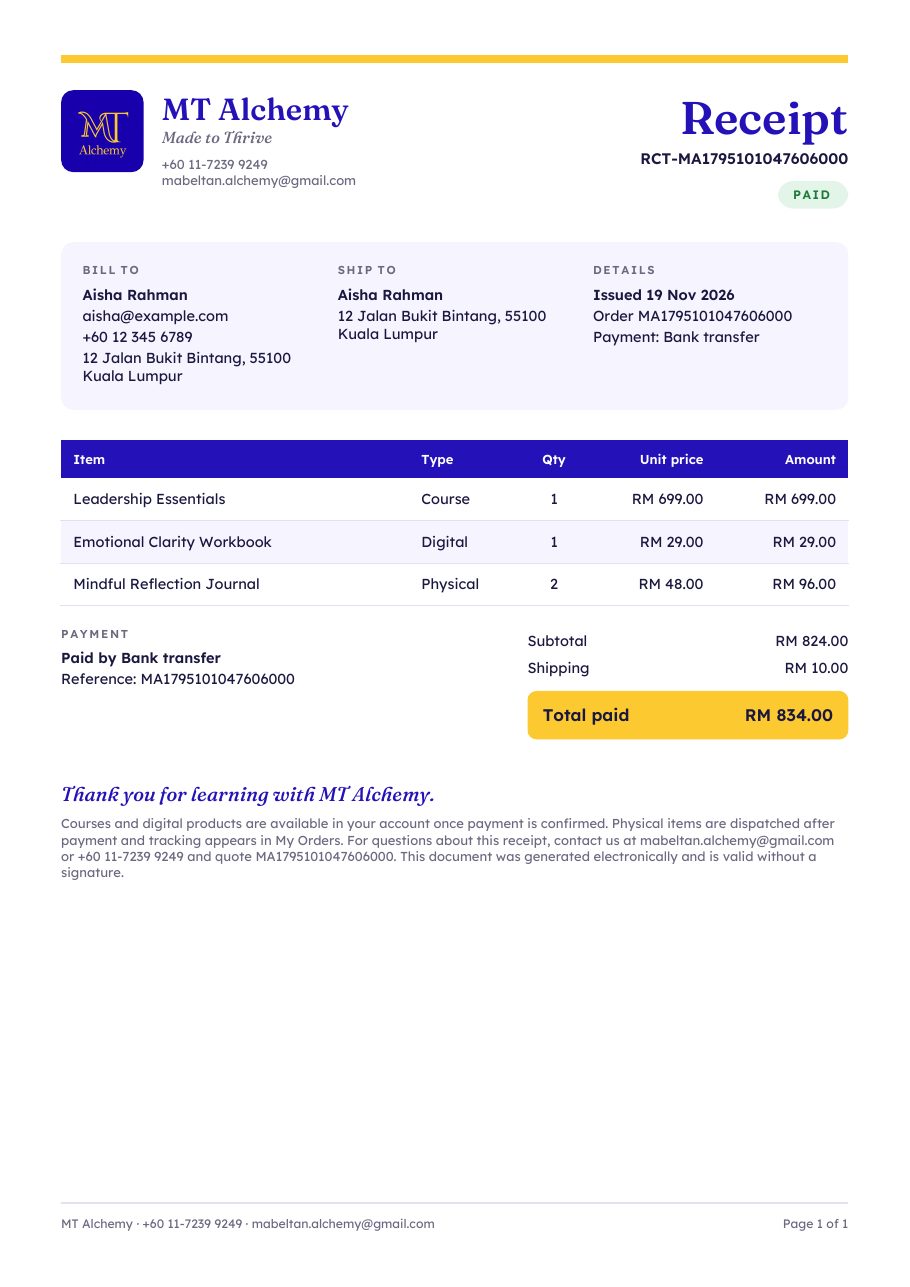 MT
Alchemy
MT Alchemy
Made to Thrive
+60 11-7239 9249
mabeltan.alchemy@gmail.com
Receipt
RCT-MA1795101047606000
PAID
BILL TO
Aisha Rahman
aisha@example.com
+60 12 345 6789
12 Jalan Bukit Bintang, 55100
Kuala Lumpur
SHIP TO
Aisha Rahman
12 Jalan Bukit Bintang, 55100
Kuala Lumpur
DETAILS
Issued 19 Nov 2026
Order MA1795101047606000
Payment: Bank transfer
Item Type Qty Unit price Amount
Leadership Essentials Course 1 RM 699.00 RM 699.00
Emotional Clarity Workbook Digital 1 RM 29.00 RM 29.00
Mindful Reflection Journal Physical 2 RM 48.00 RM 96.00
PAYMENT
Paid by Bank transfer
Reference: MA1795101047606000
Subtotal RM 824.00
Shipping RM 10.00
Total paid RM 834.00
Thank you for learning with MT Alchemy.
Courses and digital products are available in your account once payment is confirmed. Physical items are dispatched after
payment and tracking appears in My Orders. For questions about this receipt, contact us at mabeltan.alchemy@gmail.com
or +60 11-7239 9249 and quote MA1795101047606000. This document was generated electronically and is valid without a
signature.
MT Alchemy · +60 11-7239 9249 · mabeltan.alchemy@gmail.com
Page 1 of 1